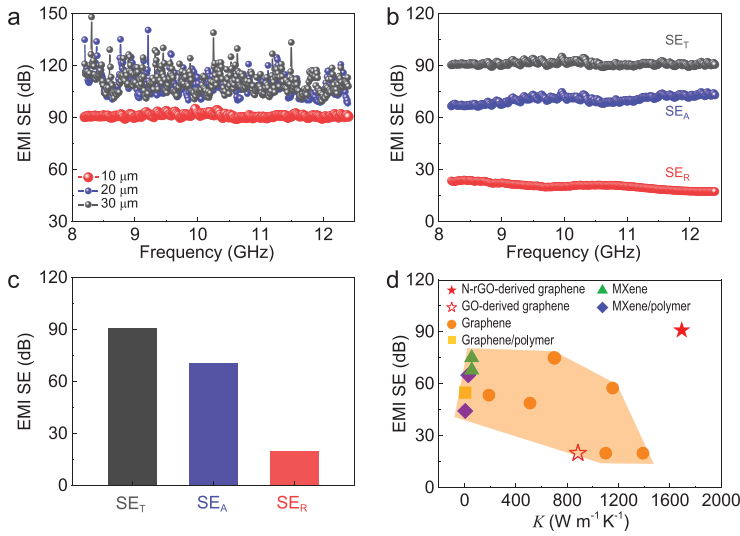 a
150
120
90
60
30
EMI SE (dB)
10 μm
20 μm
30 μm
8 9 10 11 12
Frequency (GHz)
b
120
90
60
30
0
EMI SE (dB)
SE_T
SE_A
SE_R
8 9 10 11 12
Frequency (GHz)
c
120
90
60
30
0
EMI SE (dB)
SE_T SE_A SE_R
d
120
90
60
30
0
EMI SE (dB)
N-rGO-derived graphene
GO-derived graphene
Graphene
Graphene/polymer
MXene
MXene/polymer
0 400 800 1200 1600 2000
K (W m⁻¹ K⁻¹)